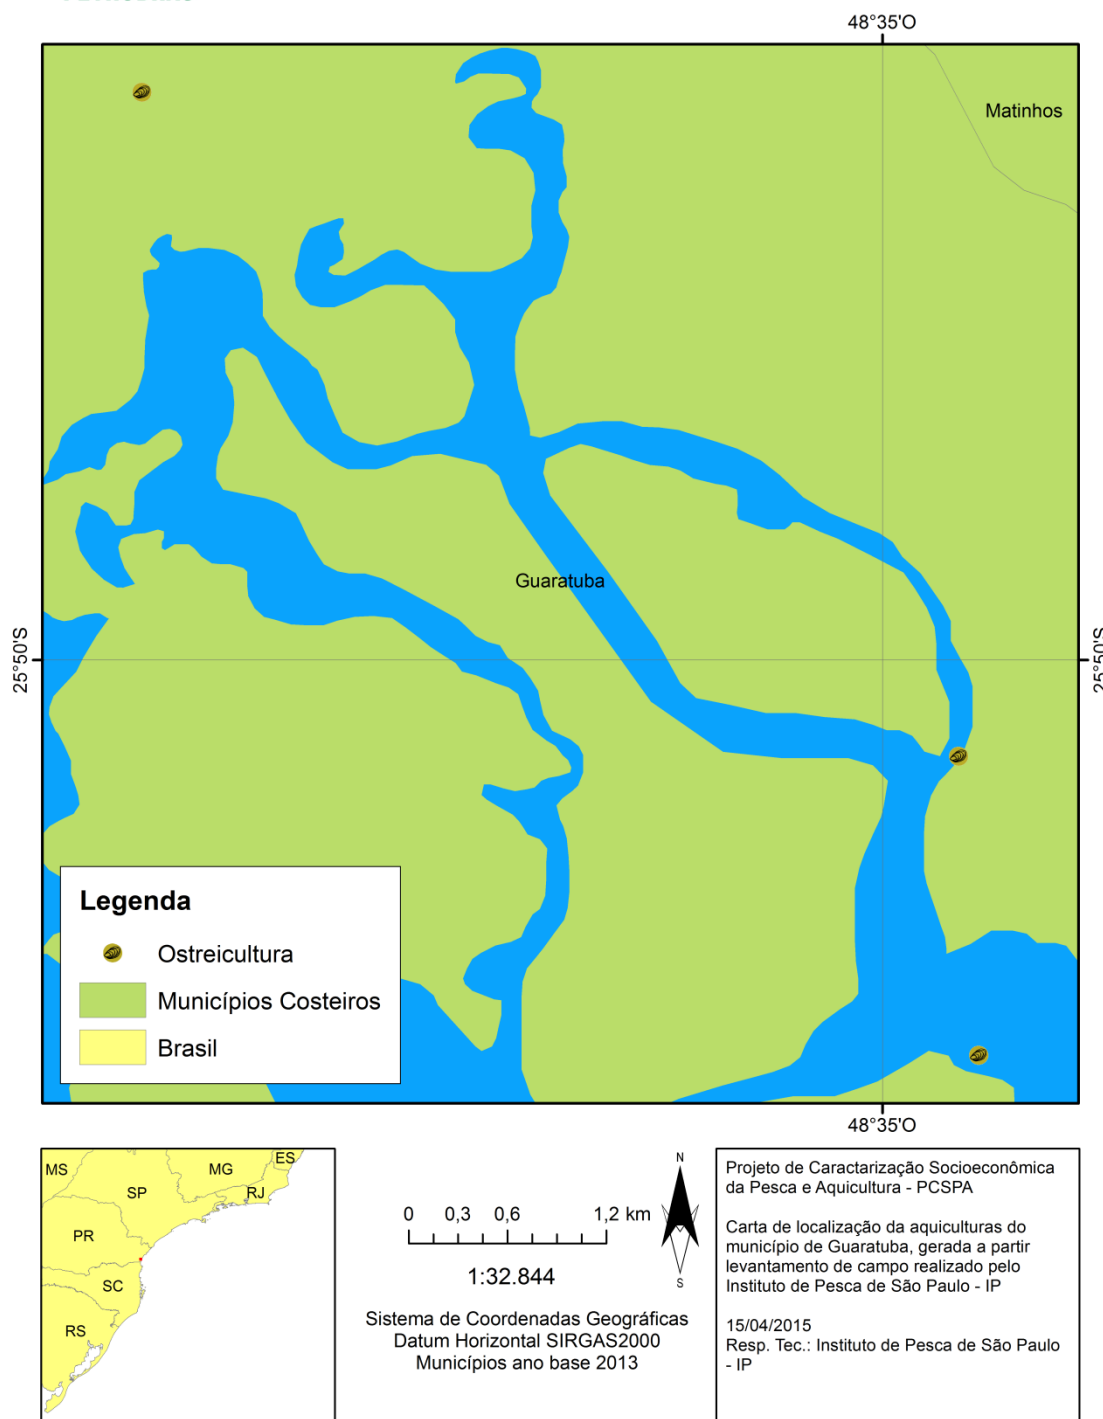 48°35'O
Matinhos
Guaratuba
25°50'S
25°50'S
Legenda
Ostreicultura
Municípios Costeiros
Brasil
48°35'O
MS
MG
ES
SP
RJ
PR
SC
RS
N
0 0,3 0,6 1,2 km
S
1:32.844
Sistema de Coordenadas Geográficas
Datum Horizontal SIRGAS2000
Municípios ano base 2013
Projeto de Caractarização Socioeconômica
da Pesca e Aquicultura - PCSPA
Carta de localização da aquiculturas do
município de Guaratuba, gerada a partir
levantamento de campo realizado pelo
Instituto de Pesca de São Paulo - IP
15/04/2015
Resp. Tec.: Instituto de Pesca de São Paulo
- IP